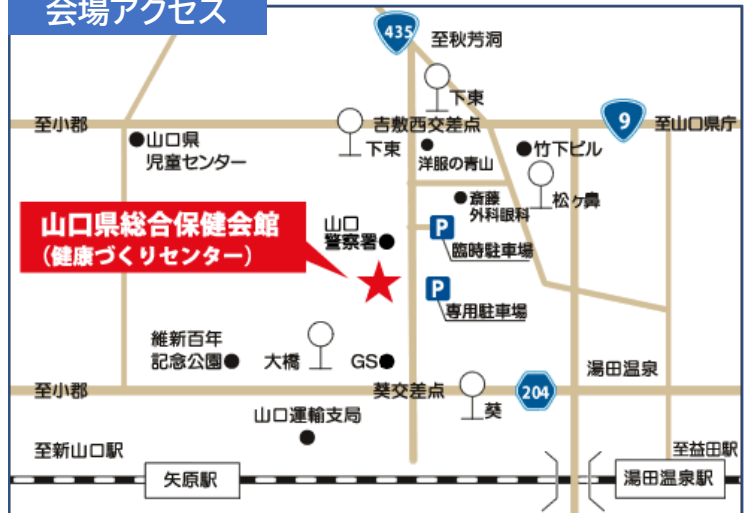 会場アクセス
435
至秋芳洞
下東
至小郡
吉敷西交差点
9
至山口県庁
山口県
児童センター
下東
洋服の青山
竹下ビル
松ヶ鼻
斎藤
外科眼科
山口県総合保健会館
(健康づくりセンター)
山口
警察署
P
臨時駐車場
P
専用駐車場
維新百年
記念公園
大橋
GS
湯田温泉
至小郡
葵交差点
204
葵
山口運輸支局
至新山口駅
至益田駅
矢原駅
湯田温泉駅